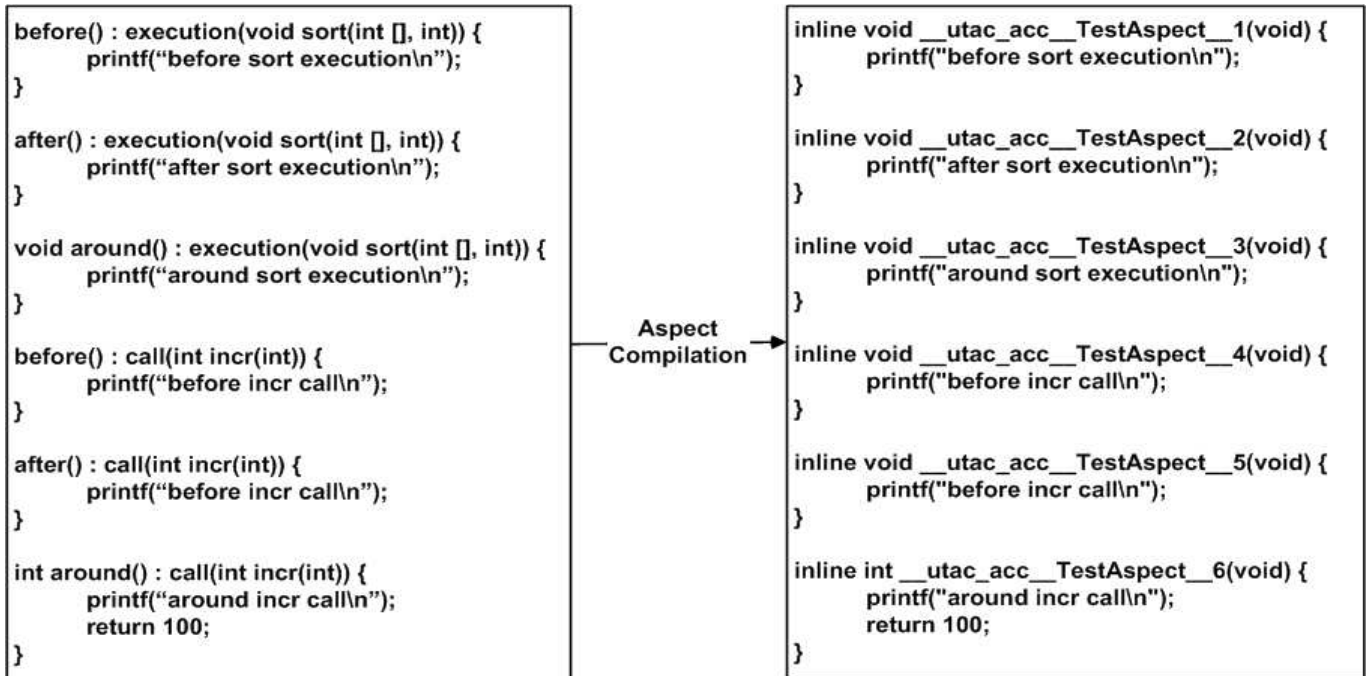 before() : execution(void sort(int [], int)) {
printf(“before sort execution\n”);
}
after() : execution(void sort(int [], int)) {
printf(“after sort execution\n”);
}
void around() : execution(void sort(int [], int)) {
printf(“around sort execution\n”);
}
before() : call(int incr(int)) {
printf(“before incr call\n”);
}
after() : call(int incr(int)) {
printf(“before incr call\n”);
}
int around() : call(int incr(int)) {
printf(“around incr call\n”);
return 100;
}
Aspect
Compilation
inline void __utac_acc__TestAspect__1(void) {
printf("before sort execution\n");
}
inline void __utac_acc__TestAspect__2(void) {
printf("after sort execution\n");
}
inline void __utac_acc__TestAspect__3(void) {
printf("around sort execution\n");
}
inline void __utac_acc__TestAspect__4(void) {
printf("before incr call\n");
}
inline void __utac_acc__TestAspect__5(void) {
printf("before incr call\n");
}
inline int __utac_acc__TestAspect__6(void) {
printf("around incr call\n");
return 100;
}